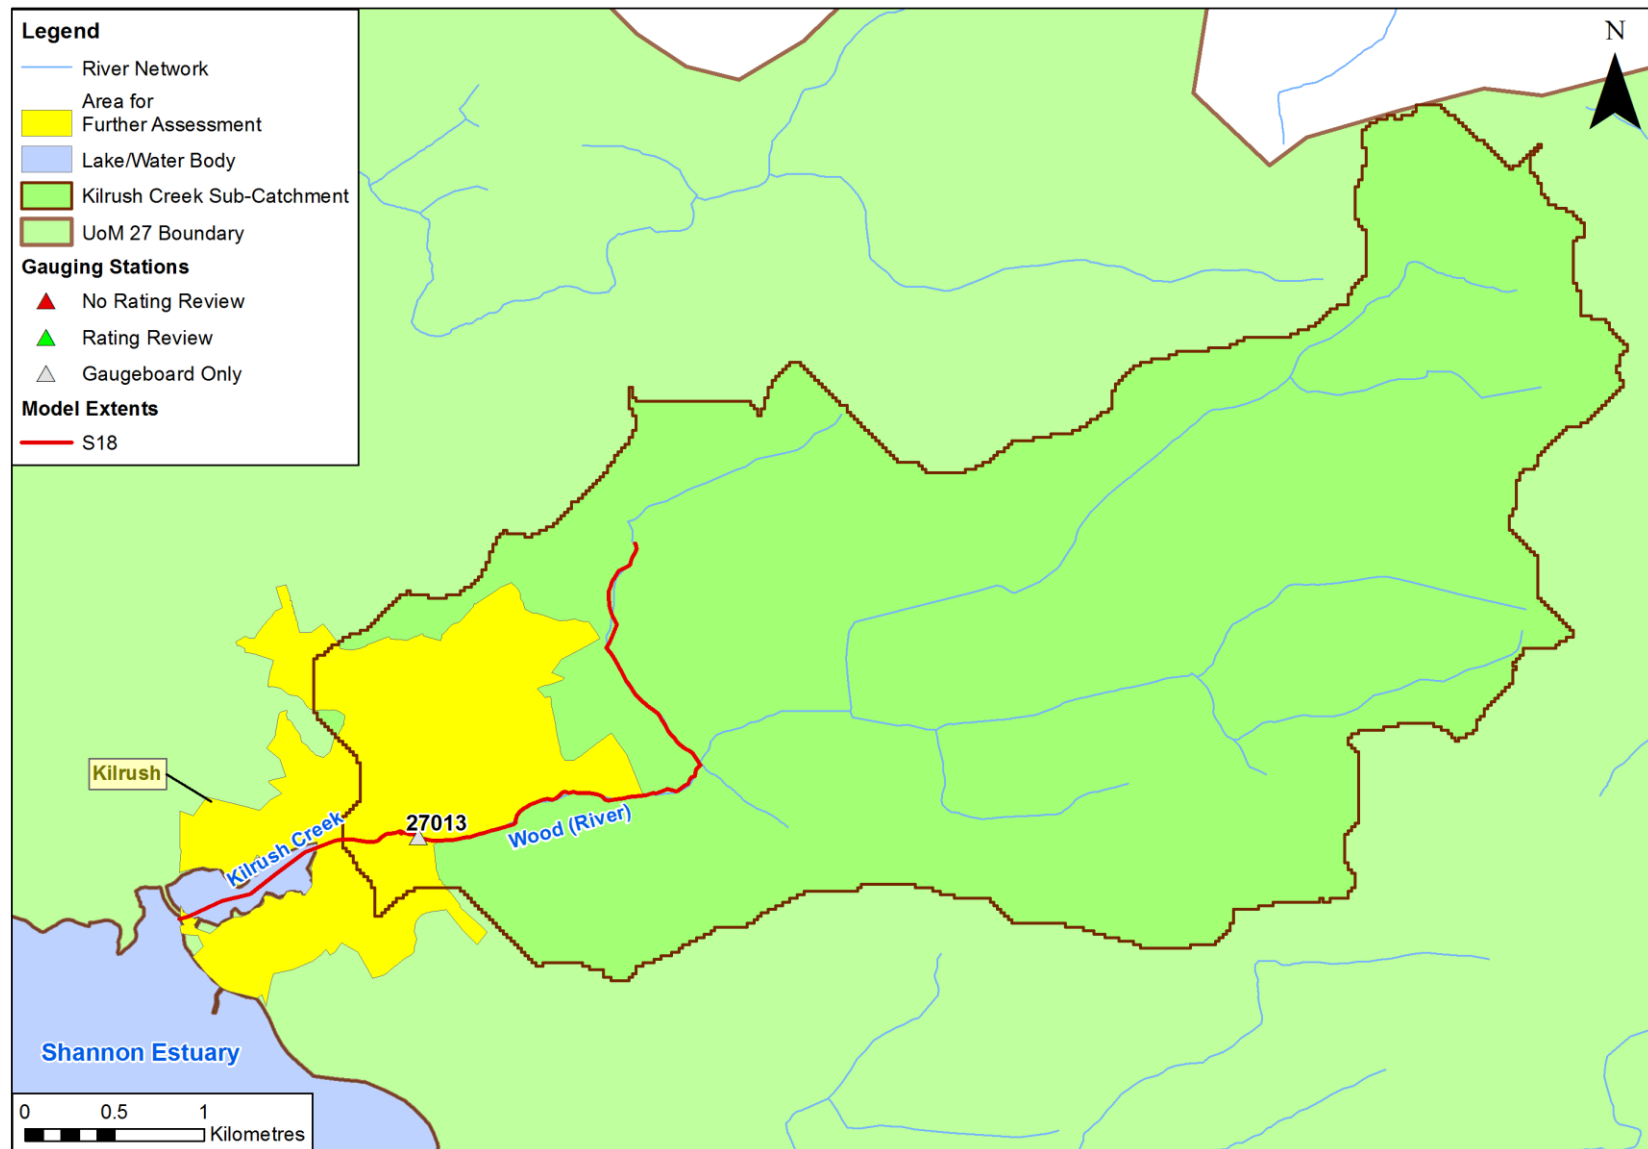 Legend
River Network
Area for
Further Assessment
Lake/Water Body
Kilrush Creek Sub-Catchment
UoM 27 Boundary
Gauging Stations
No Rating Review
Rating Review
Gaugeboard Only
Model Extents
S18
N
Kilrush
Kilrush Creek
27013
Wood (River)
Shannon Estuary
0 0.5 1
Kilometres